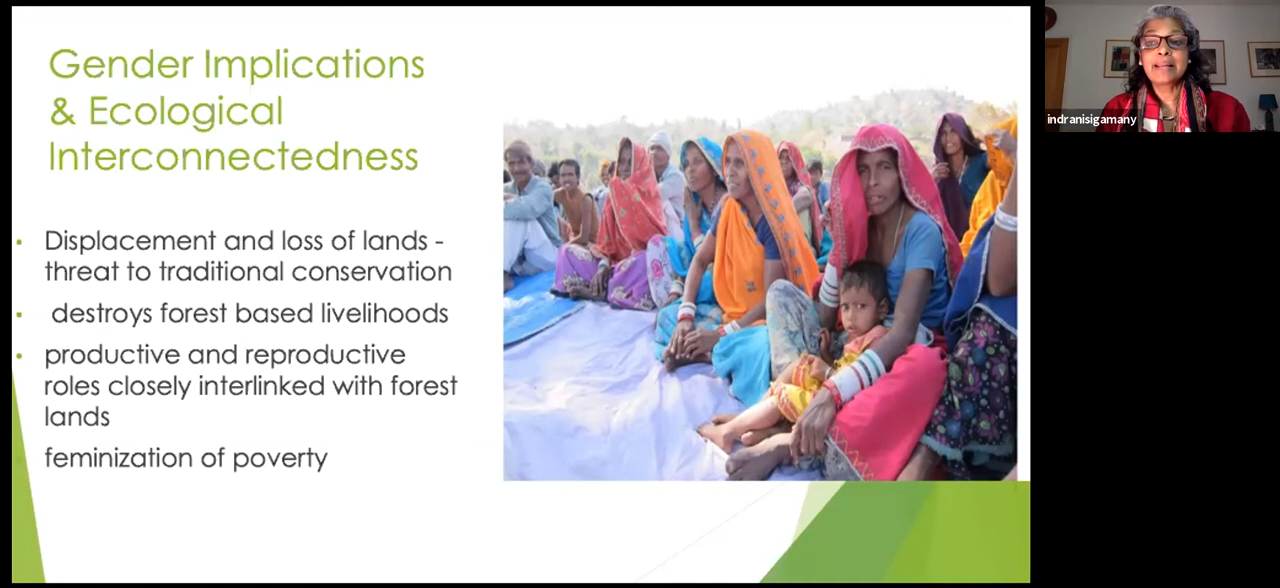 Gender Implications
& Ecological
Interconnectedness
• Displacement and loss of lands -
threat to traditional conservation
• destroys forest based livelihoods
• productive and reproductive
roles closely interlinked with forest
lands
feminization of poverty
indranisigamany